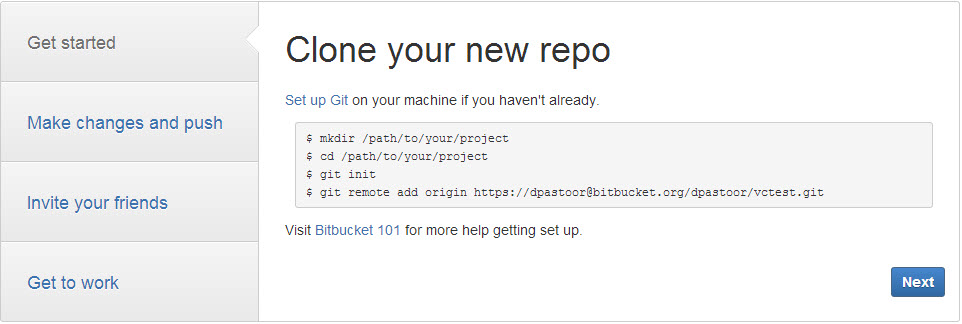 Get started
Make changes and push
Invite your friends
Get to work
Clone your new repo
Set up Git on your machine if you haven't already.
$ mkdir /path/to/your/project
$ cd /path/to/your/project
$ git init
$ git remote add origin https://dpastoor@bitbucket.org/dpastoor/vctest.git
Visit Bitbucket 101 for more help getting set up.
Next